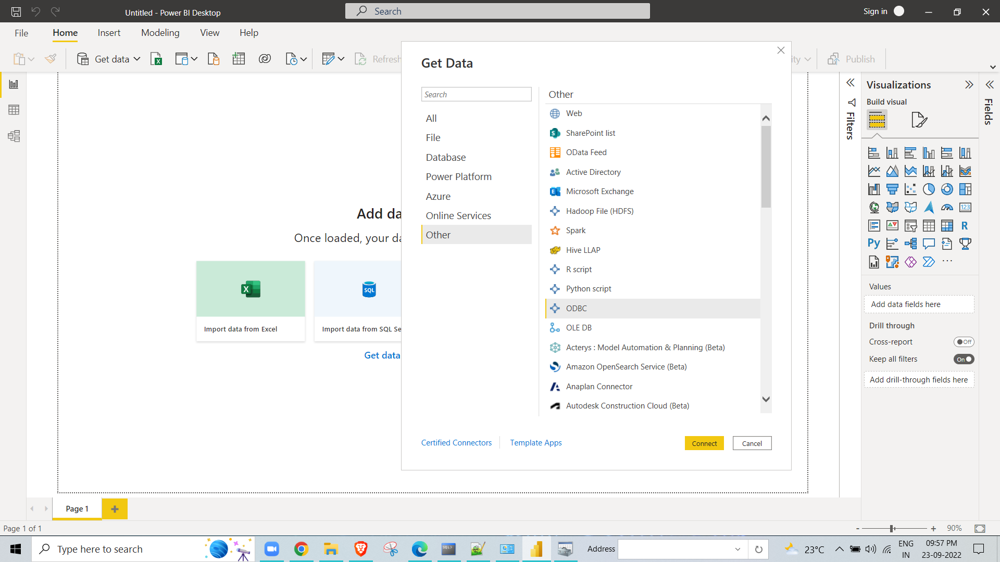 Untitled - Power BI Desktop
Search
Sign in
File
Home
Insert
Modeling
View
Help
Get data
Refresh
ity
Publish
Get Data
Search
All
File
Database
Power Platform
Azure
Online Services
Other
Other
Web
SharePoint list
OData Feed
Active Directory
Microsoft Exchange
Hadoop File (HDFS)
Spark
Hive LLAP
R script
Python script
ODBC
OLE DB
Acterys : Model Automation & Planning (Beta)
Amazon OpenSearch Service (Beta)
Anaplan Connector
Autodesk Construction Cloud (Beta)
Certified Connectors
Template Apps
Connect
Cancel
Add da
Once loaded, your da
SQL
Import data from Excel
Import data from SQL Se
Get data
Filters
Visualizations
Build visual
123
R
Py
Values
Add data fields here
Drill through
Cross-report
Off
Keep all filters
On
Add drill-through fields here
Fields
Page 1
Page 1 of 1
- + 90%
Type here to search
SQL>
Address
23°C
ENG
IN
09:57 PM
23-09-2022